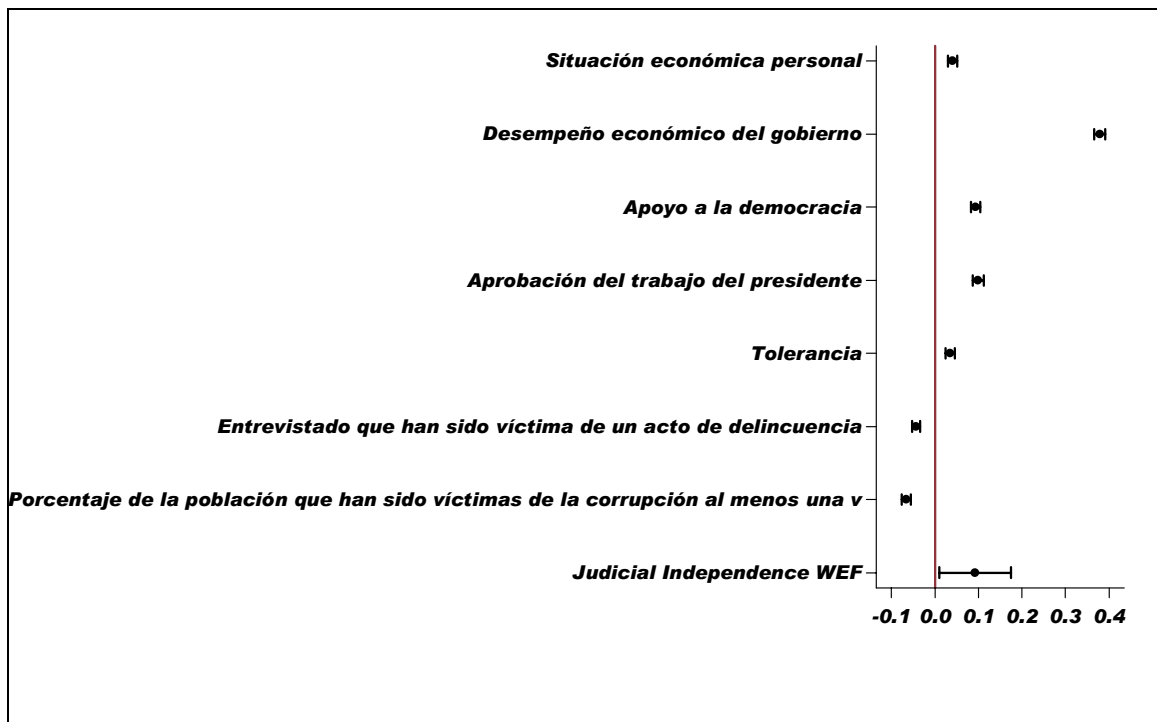 Situación económica personal
Desempeño económico del gobierno
Apoyo a la democracia
Aprobación del trabajo del presidente
Tolerancia
Entrevistado que han sido víctima de un acto de delincuencia
Porcentaje de la población que han sido víctimas de la corrupción al menos una v
Judicial Independence WEF
-0.1 0.0 0.1 0.2 0.3 0.4